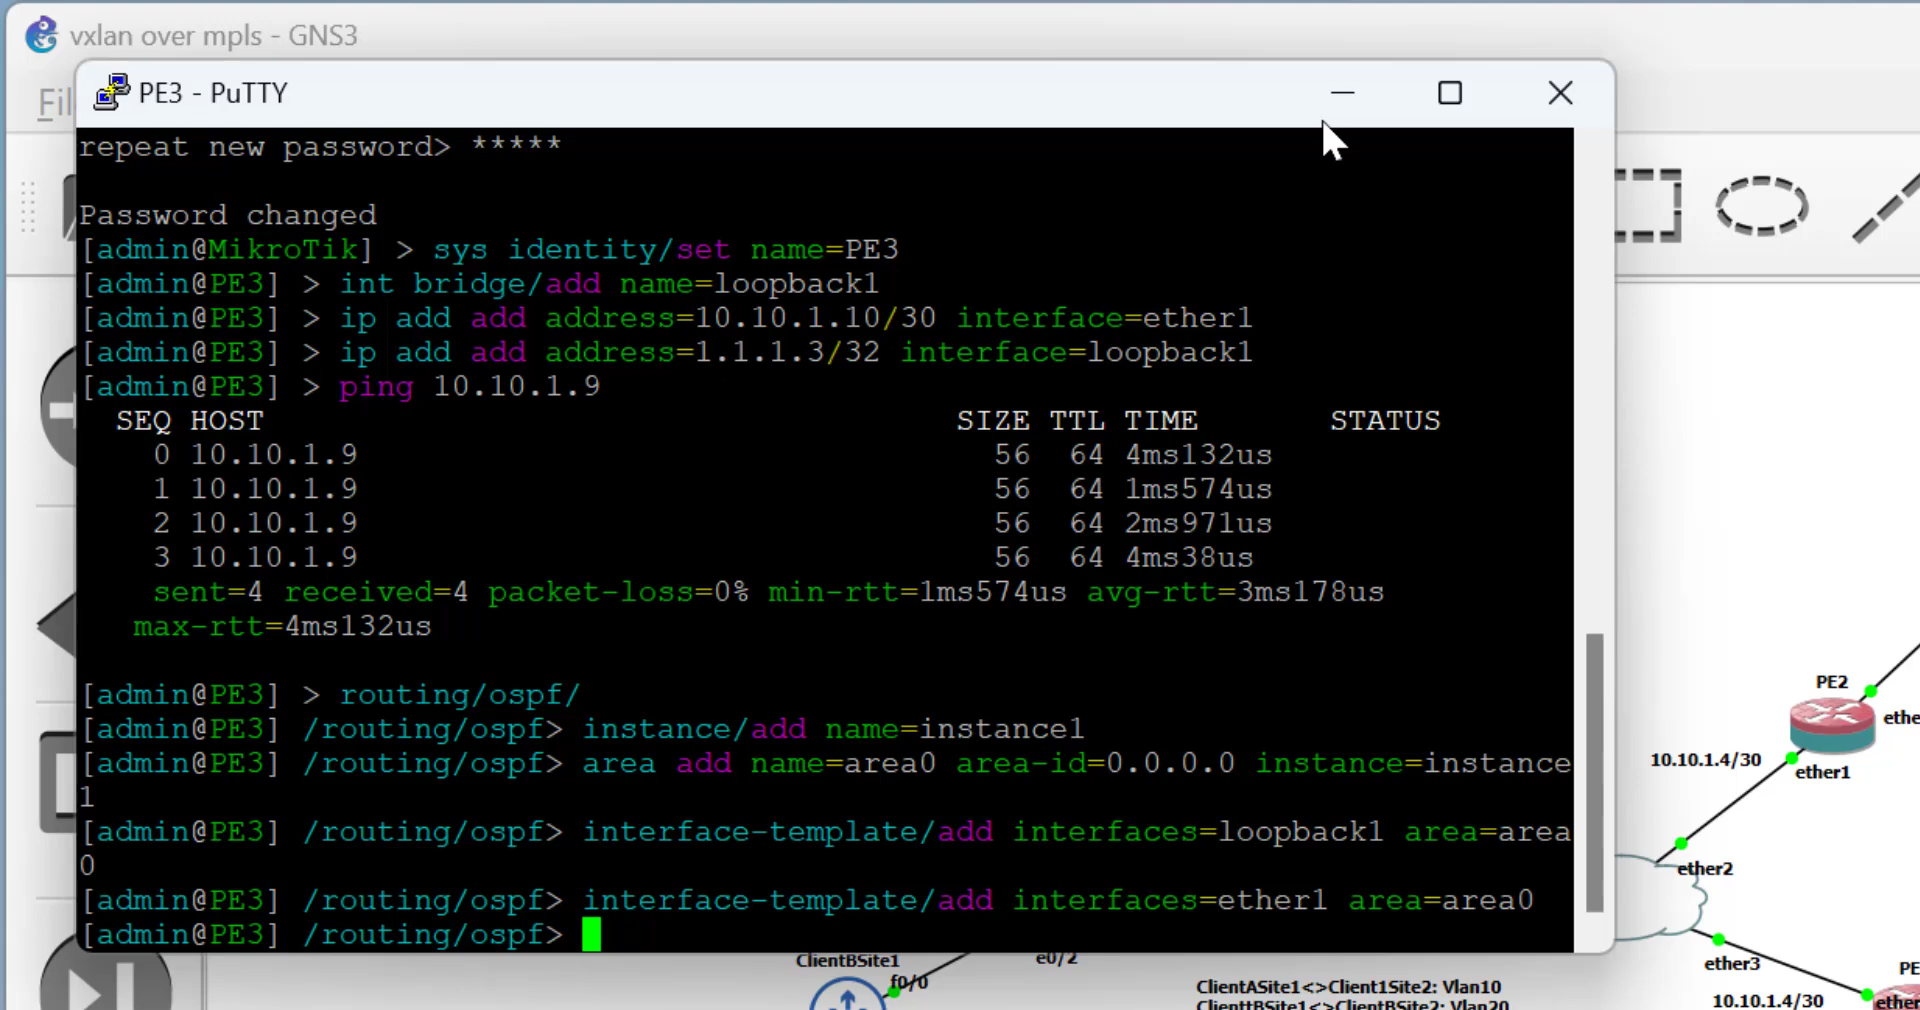 vxlan over mpls - GNS3
Fil
PE3 - PuTTY
repeat new password> *****
Password changed
[admin@MikroTik] > sys identity/set name=PE3
[admin@PE3] > int bridge/add name=loopback1
[admin@PE3] > ip add add address=10.10.1.10/30 interface=ether1
[admin@PE3] > ip add add address=1.1.1.3/32 interface=loopback1
[admin@PE3] > ping 10.10.1.9
SEQ HOST SIZE TTL TIME STATUS
0 10.10.1.9 56 64 4ms132us
1 10.10.1.9 56 64 1ms574us
2 10.10.1.9 56 64 2ms971us
3 10.10.1.9 56 64 4ms38us
sent=4 received=4 packet-loss=0% min-rtt=1ms574us avg-rtt=3ms178us
max-rtt=4ms132us
[admin@PE3] > routing/ospf/
[admin@PE3] /routing/ospf> instance/add name=instance1
[admin@PE3] /routing/ospf> area add name=area0 area-id=0.0.0.0 instance=instance
1
[admin@PE3] /routing/ospf> interface-template/add interfaces=loopback1 area=area
0
[admin@PE3] /routing/ospf> interface-template/add interfaces=ether1 area=area0
[admin@PE3] /routing/ospf>
PE2
ethe
10.10.1.4/30
ether1
ether2
ether3
PE
10.10.1.4/30
ether
ClientBSite1
f0/0
e0/2
ClientASite1<>Client1Site2: Vlan10
ClienttBSite1<>ClientBSite2: Vlan20